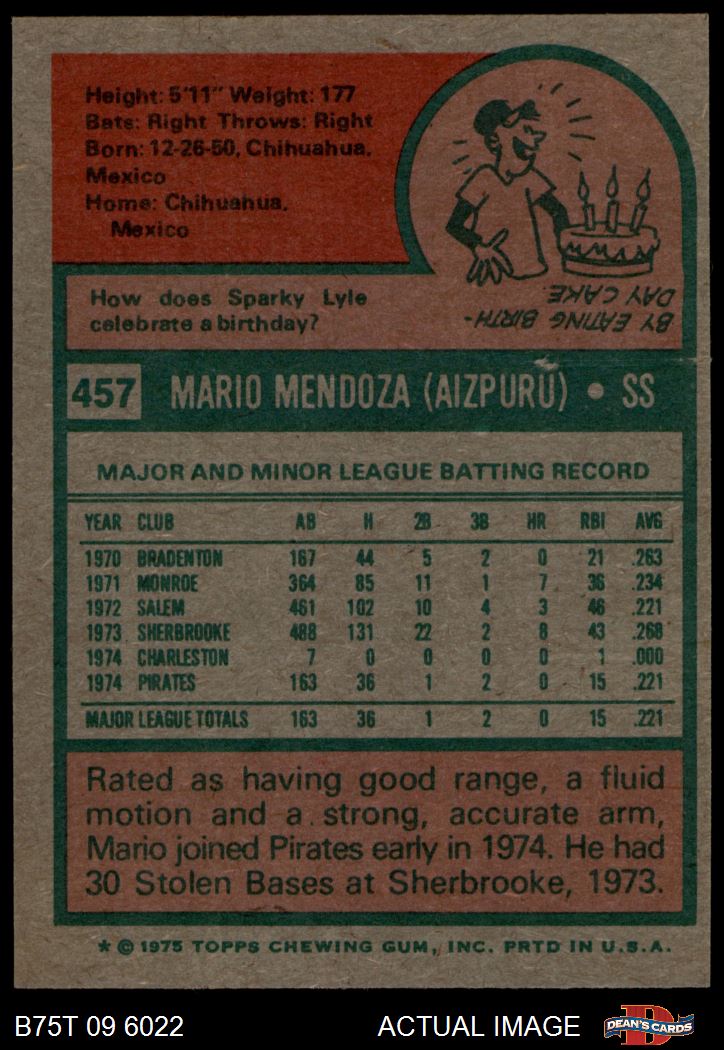 Height: 5'11" Weight: 177
Bats: Right Throws: Right
Born: 12-26-50, Chihuahua,
Mexico
Home: Chihuahua,
Mexico
How does Sparky Lyle
celebrate a birthday?
BY EATING BIRTH-
DAY CAKE.
457 MARIO MENDOZA (AIZPURU) • SS
MAJOR AND MINOR LEAGUE BATTING RECORD
YEAR CLUB AB H 2B 3B HR RBI AVG
1970 BRADENTON 167 44 5 2 0 21 .263
1971 MONROE 364 85 11 1 7 36 .234
1972 SALEM 461 102 10 4 3 46 .221
1973 SHERBROOKE 488 131 22 2 8 43 .268
1974 CHARLESTON 7 0 0 0 0 1 .000
1974 PIRATES 163 36 1 2 0 15 .221
MAJOR LEAGUE TOTALS 163 36 1 2 0 15 .221
Rated as having good range, a fluid
motion and a strong, accurate arm,
Mario joined Pirates early in 1974. He had
30 Stolen Bases at Sherbrooke, 1973.
* © 1975 TOPPS CHEWING GUM, INC. PRTD IN U.S.A.
B75T 09 6022 ACTUAL IMAGE DEAN'S CARDS